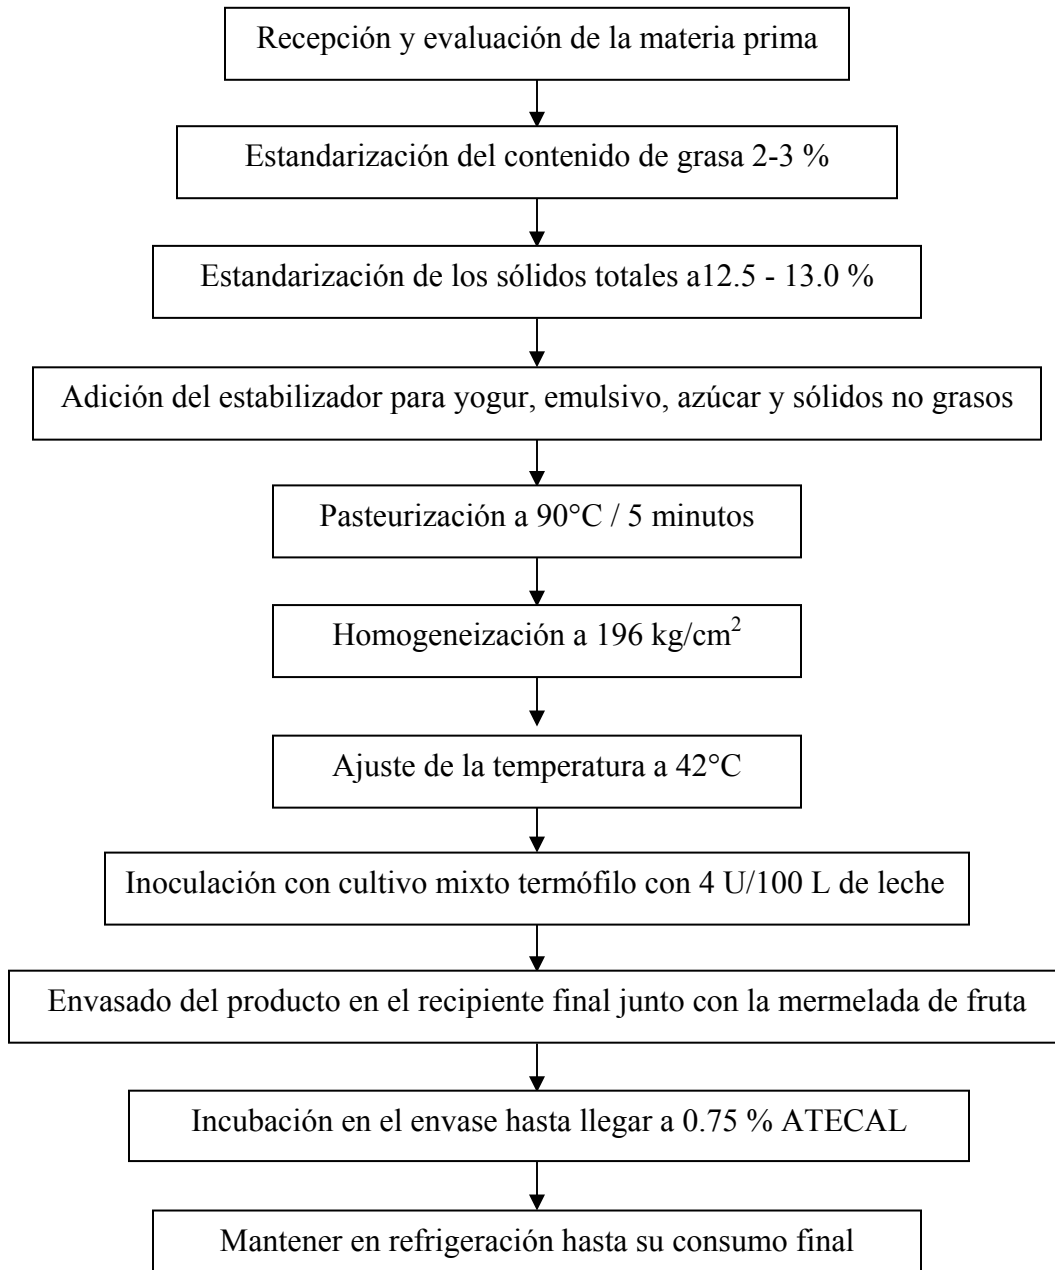 Recepción y evaluación de la materia prima
Estandarización del contenido de grasa 2-3 %
Estandarización de los sólidos totales a12.5 - 13.0 %
Adición del estabilizador para yogur, emulsivo, azúcar y sólidos no grasos
Pasteurización a 90°C / 5 minutos
Homogeneización a 196 kg/cm²
Ajuste de la temperatura a 42°C
Inoculación con cultivo mixto termófilo con 4 U/100 L de leche
Envasado del producto en el recipiente final junto con la mermelada de fruta
Incubación en el envase hasta llegar a 0.75 % ATECAL
Mantener en refrigeración hasta su consumo final